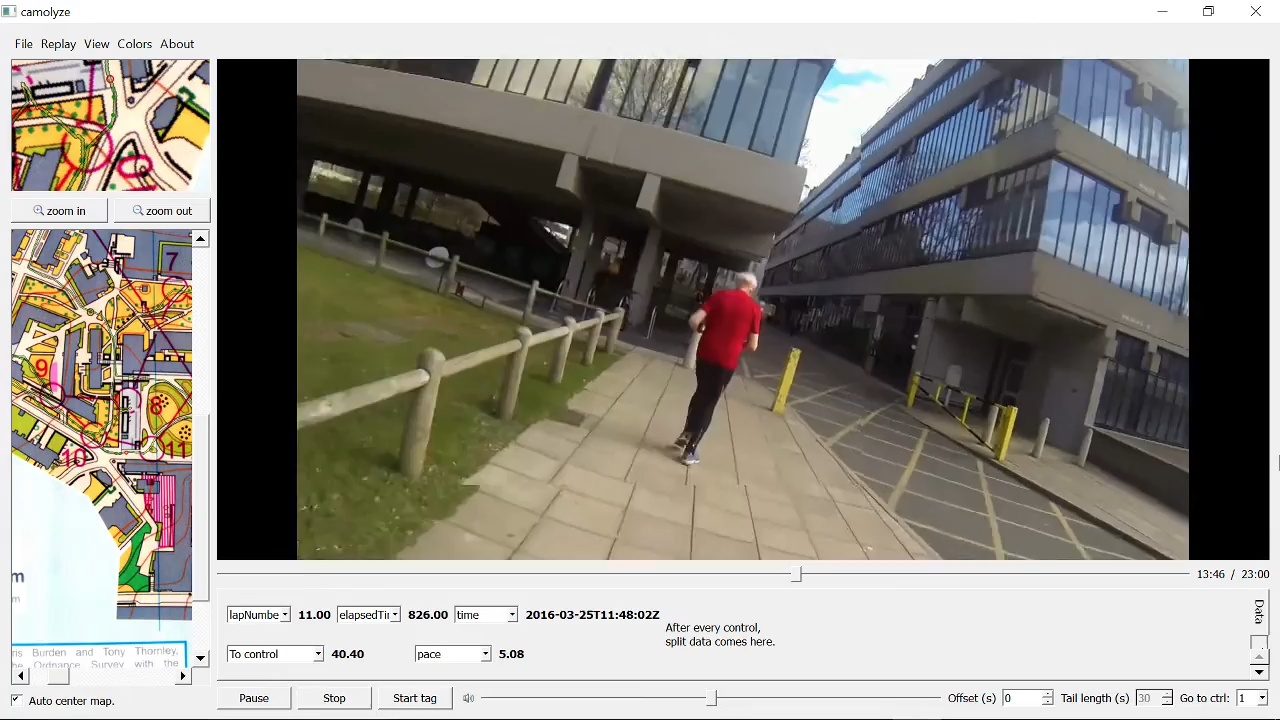 camolyze
File Replay View Colors About
zoom in
zoom out
7
9
8
10
11
m
m
Burden and Tony Thornley,
Ordnance Survey with the
Auto center map.
13:46 / 23:00
lapNumbe 11.00 elapsedTi 826.00 time 2016-03-25T11:48:02Z
After every control,
split data comes here.
To control 40.40 pace 5.08
Data
Pause Stop Start tag Offset (s) 0 Tail length (s) 30 Go to ctrl: 1